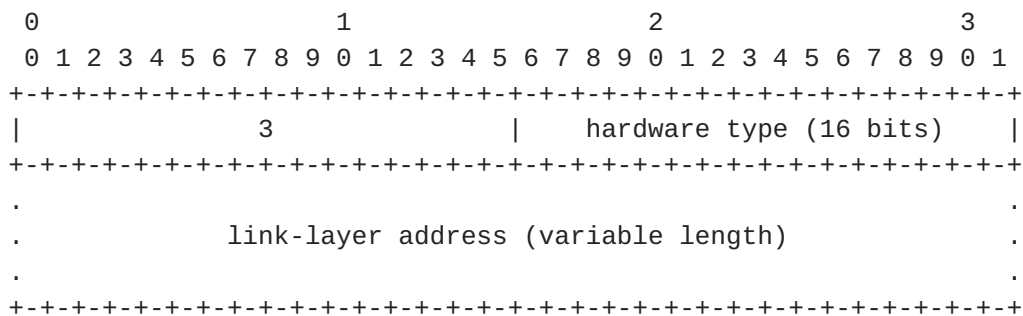 0                   1                   2                   3
 0 1 2 3 4 5 6 7 8 9 0 1 2 3 4 5 6 7 8 9 0 1 2 3 4 5 6 7 8 9 0 1
+-+-+-+-+-+-+-+-+-+-+-+-+-+-+-+-+-+-+-+-+-+-+-+-+-+-+-+-+-+-+-+-+
|               3               |    hardware type (16 bits)    |
+-+-+-+-+-+-+-+-+-+-+-+-+-+-+-+-+-+-+-+-+-+-+-+-+-+-+-+-+-+-+-+-+
.                                                               .
.             link-layer address (variable length)              .
.                                                               .
+-+-+-+-+-+-+-+-+-+-+-+-+-+-+-+-+-+-+-+-+-+-+-+-+-+-+-+-+-+-+-+-+